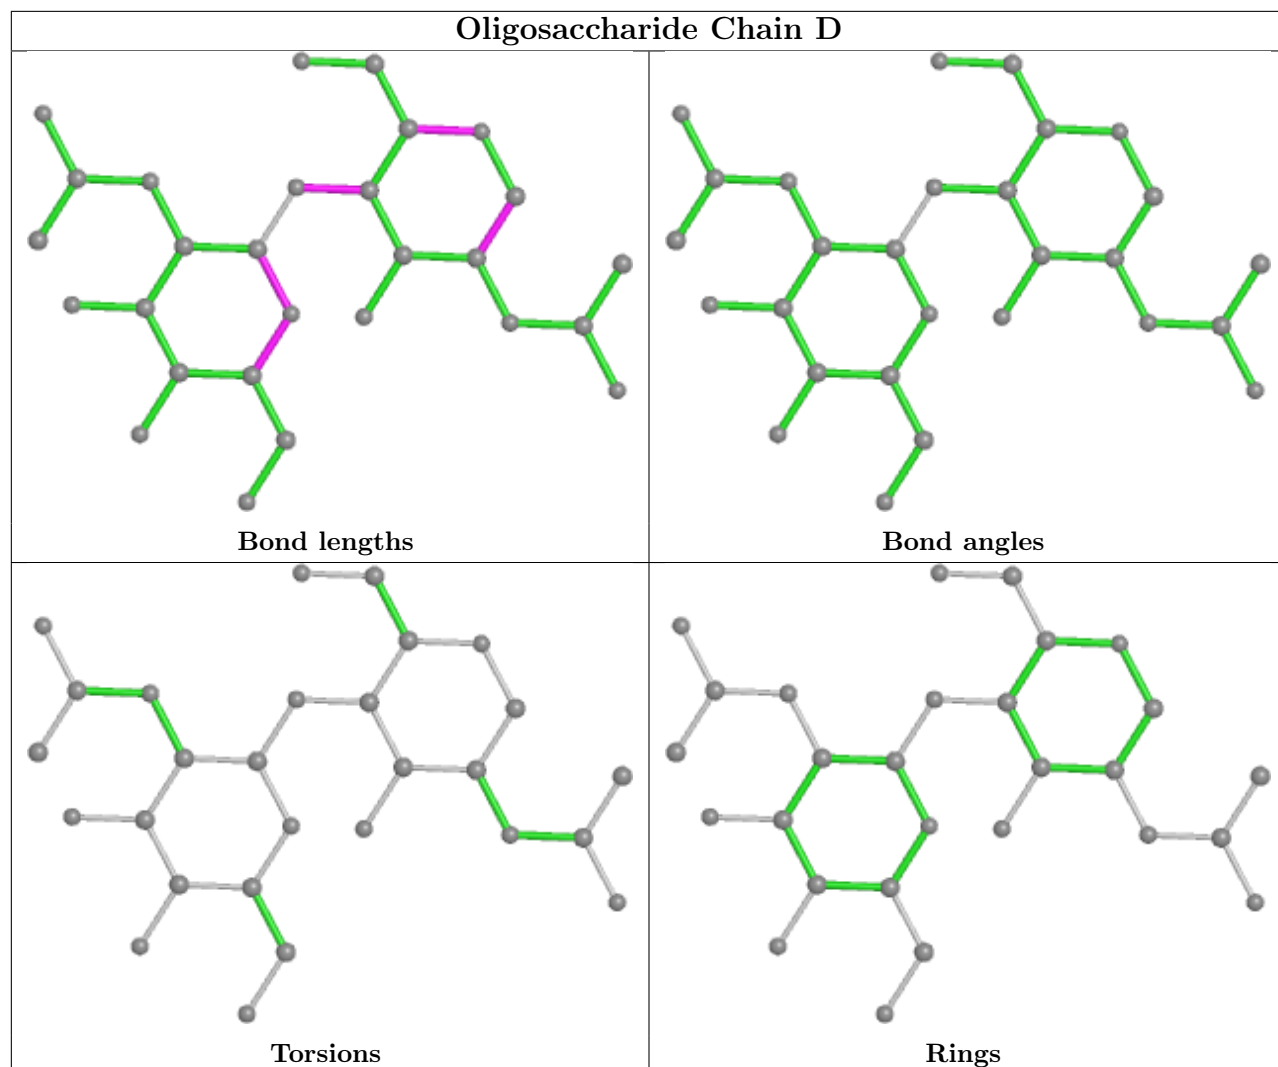 Oligosaccharide Chain D
Bond lengths
Bond angles
Torsions
Rings